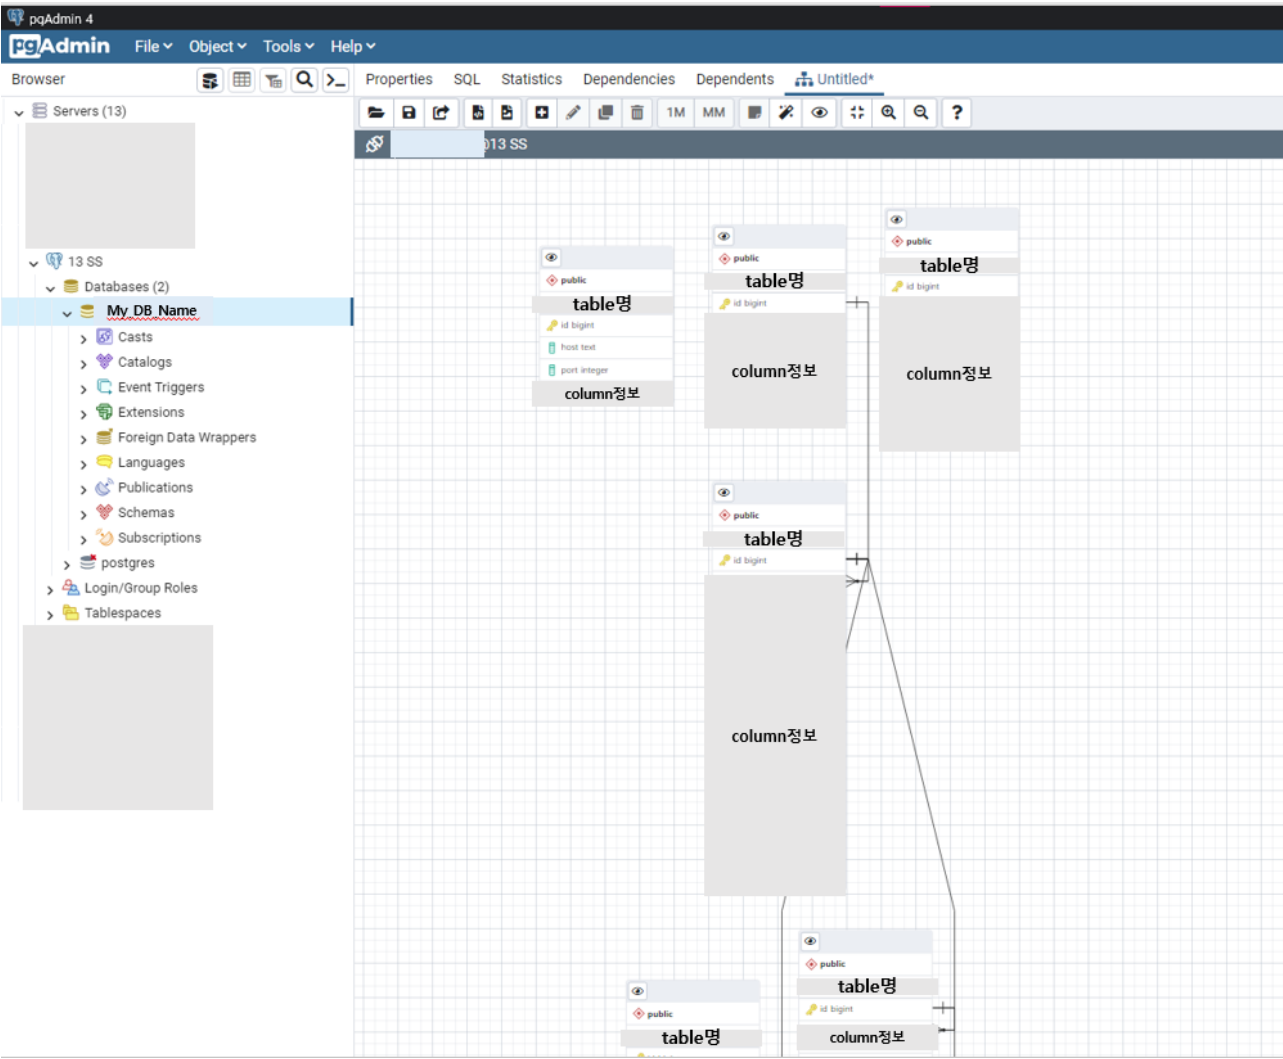 pgAdmin 4
pgAdmin File Object Tools Help
Browser
Properties SQL Statistics Dependencies Dependents Untitled*
1M MM ?
Servers (13)
13 SS
13 SS
Databases (2)
My_DB_Name
Casts
Catalogs
Event Triggers
Extensions
Foreign Data Wrappers
Languages
Publications
Schemas
Subscriptions
postgres
Login/Group Roles
Tablespaces
public
table명
id bigint
host text
port integer
column정보
public
table명
id bigint
column정보
public
table명
id bigint
column정보
public
table명
id bigint
column정보
public
table명
id bigint
column정보
public
table명